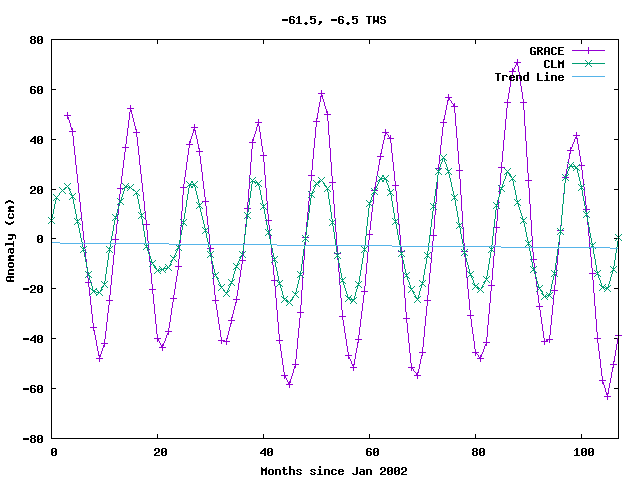 -61.5, -6.5 TWS
GRACE
CLM
Trend Line
80
60
40
20
0
-20
-40
-60
-80
Anomaly (cm)
0 20 40 60 80 100
Months since Jan 2002